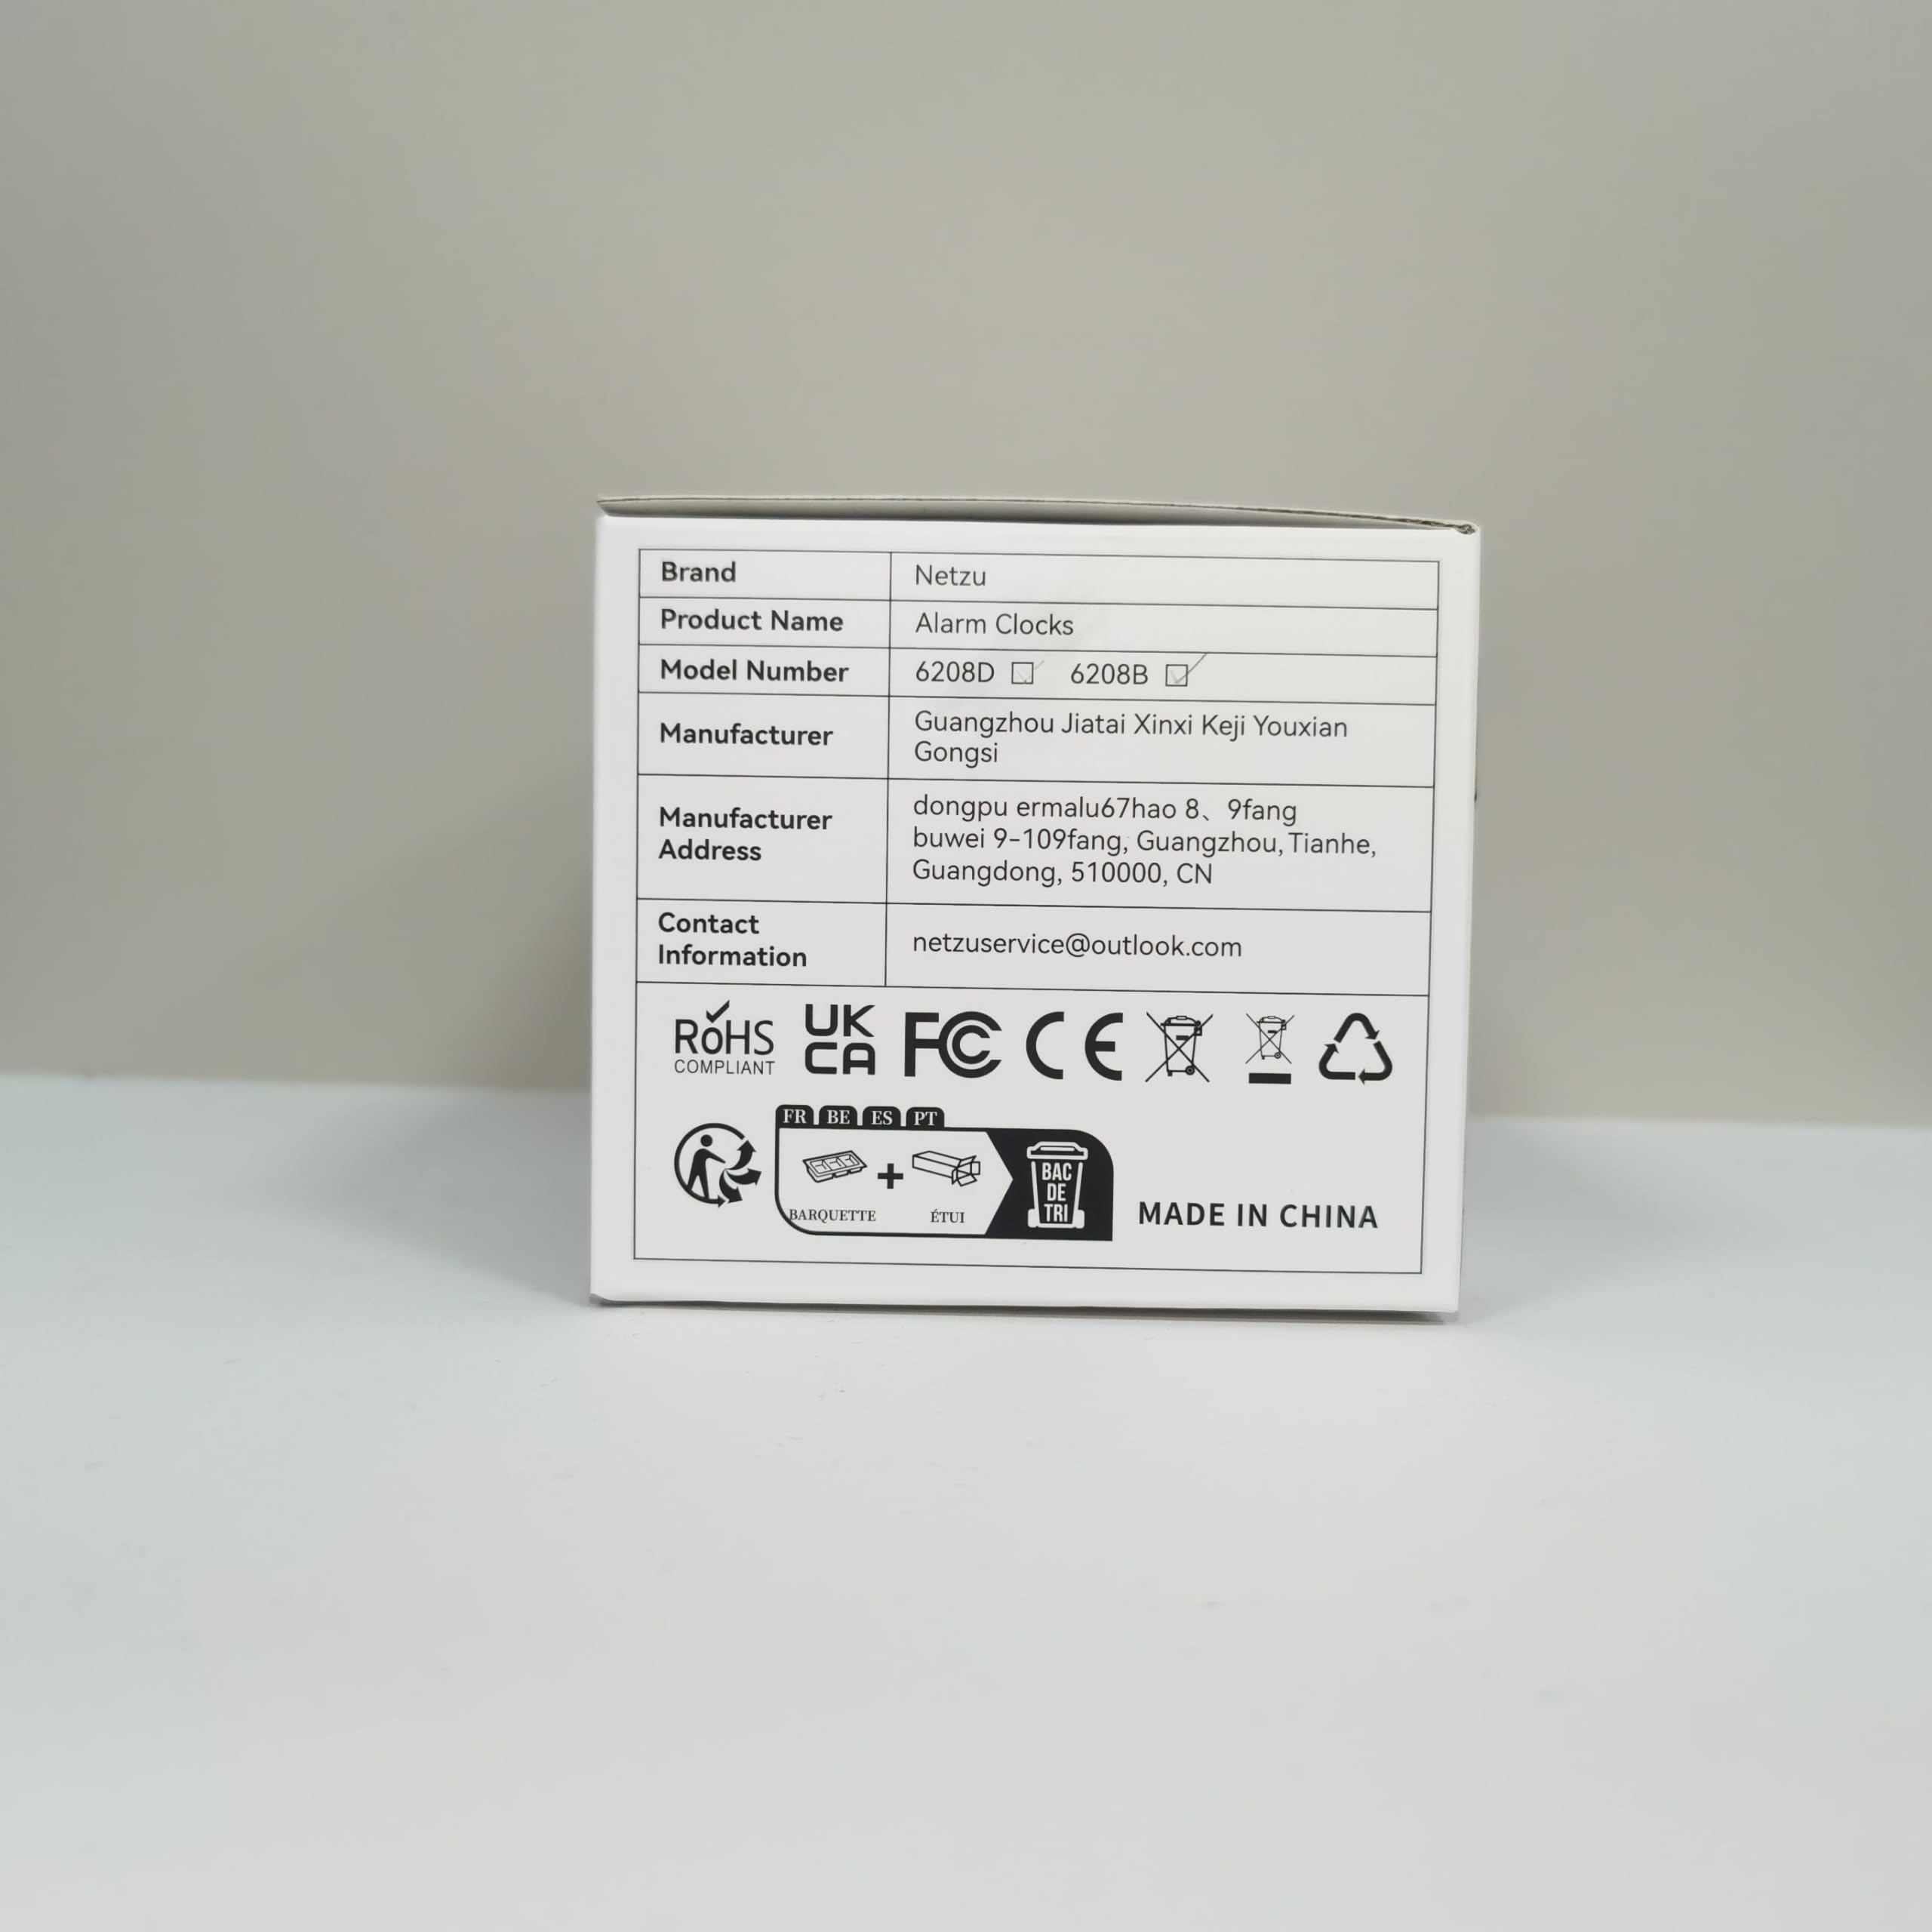 Brand Netzu
Product Name Alarm Clocks
Model Number 6208D 6208B
Manufacturer Guangzhou Jiatai Xinxi Keji Youxian
Gongsi
Manufacturer
Address
dongpu ermalu67hao 8、9fang
buwei 9-109fang, Guangzhou, Tianhe,
Guangdong, 510000, CN
Contact
Information
netzuservice@outlook.com
RoHS
COMPLIANT
UK
CA
FC
CE
FR BE ES PT
BARQUETTE + ÉTUI
BAC
DE
TRI
MADE IN CHINA